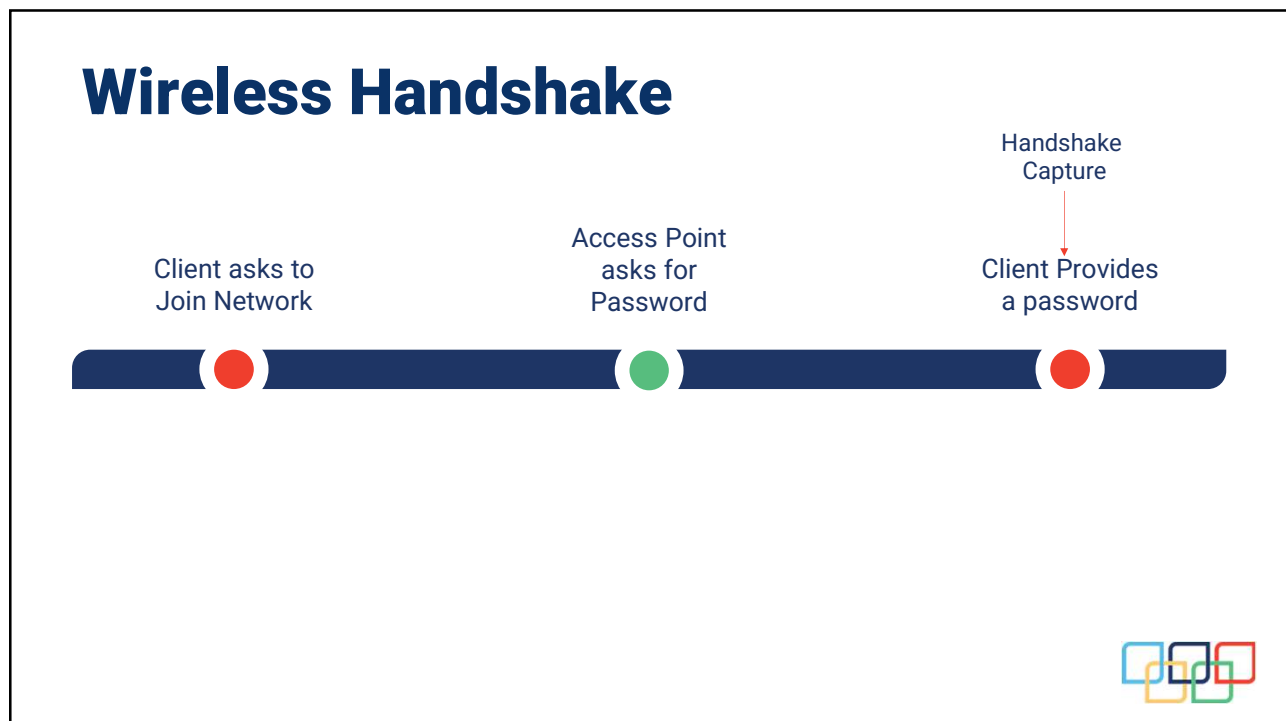 Wireless Handshake
Handshake
Capture
Client asks to
Join Network
Access Point
asks for
Password
Client Provides
a password